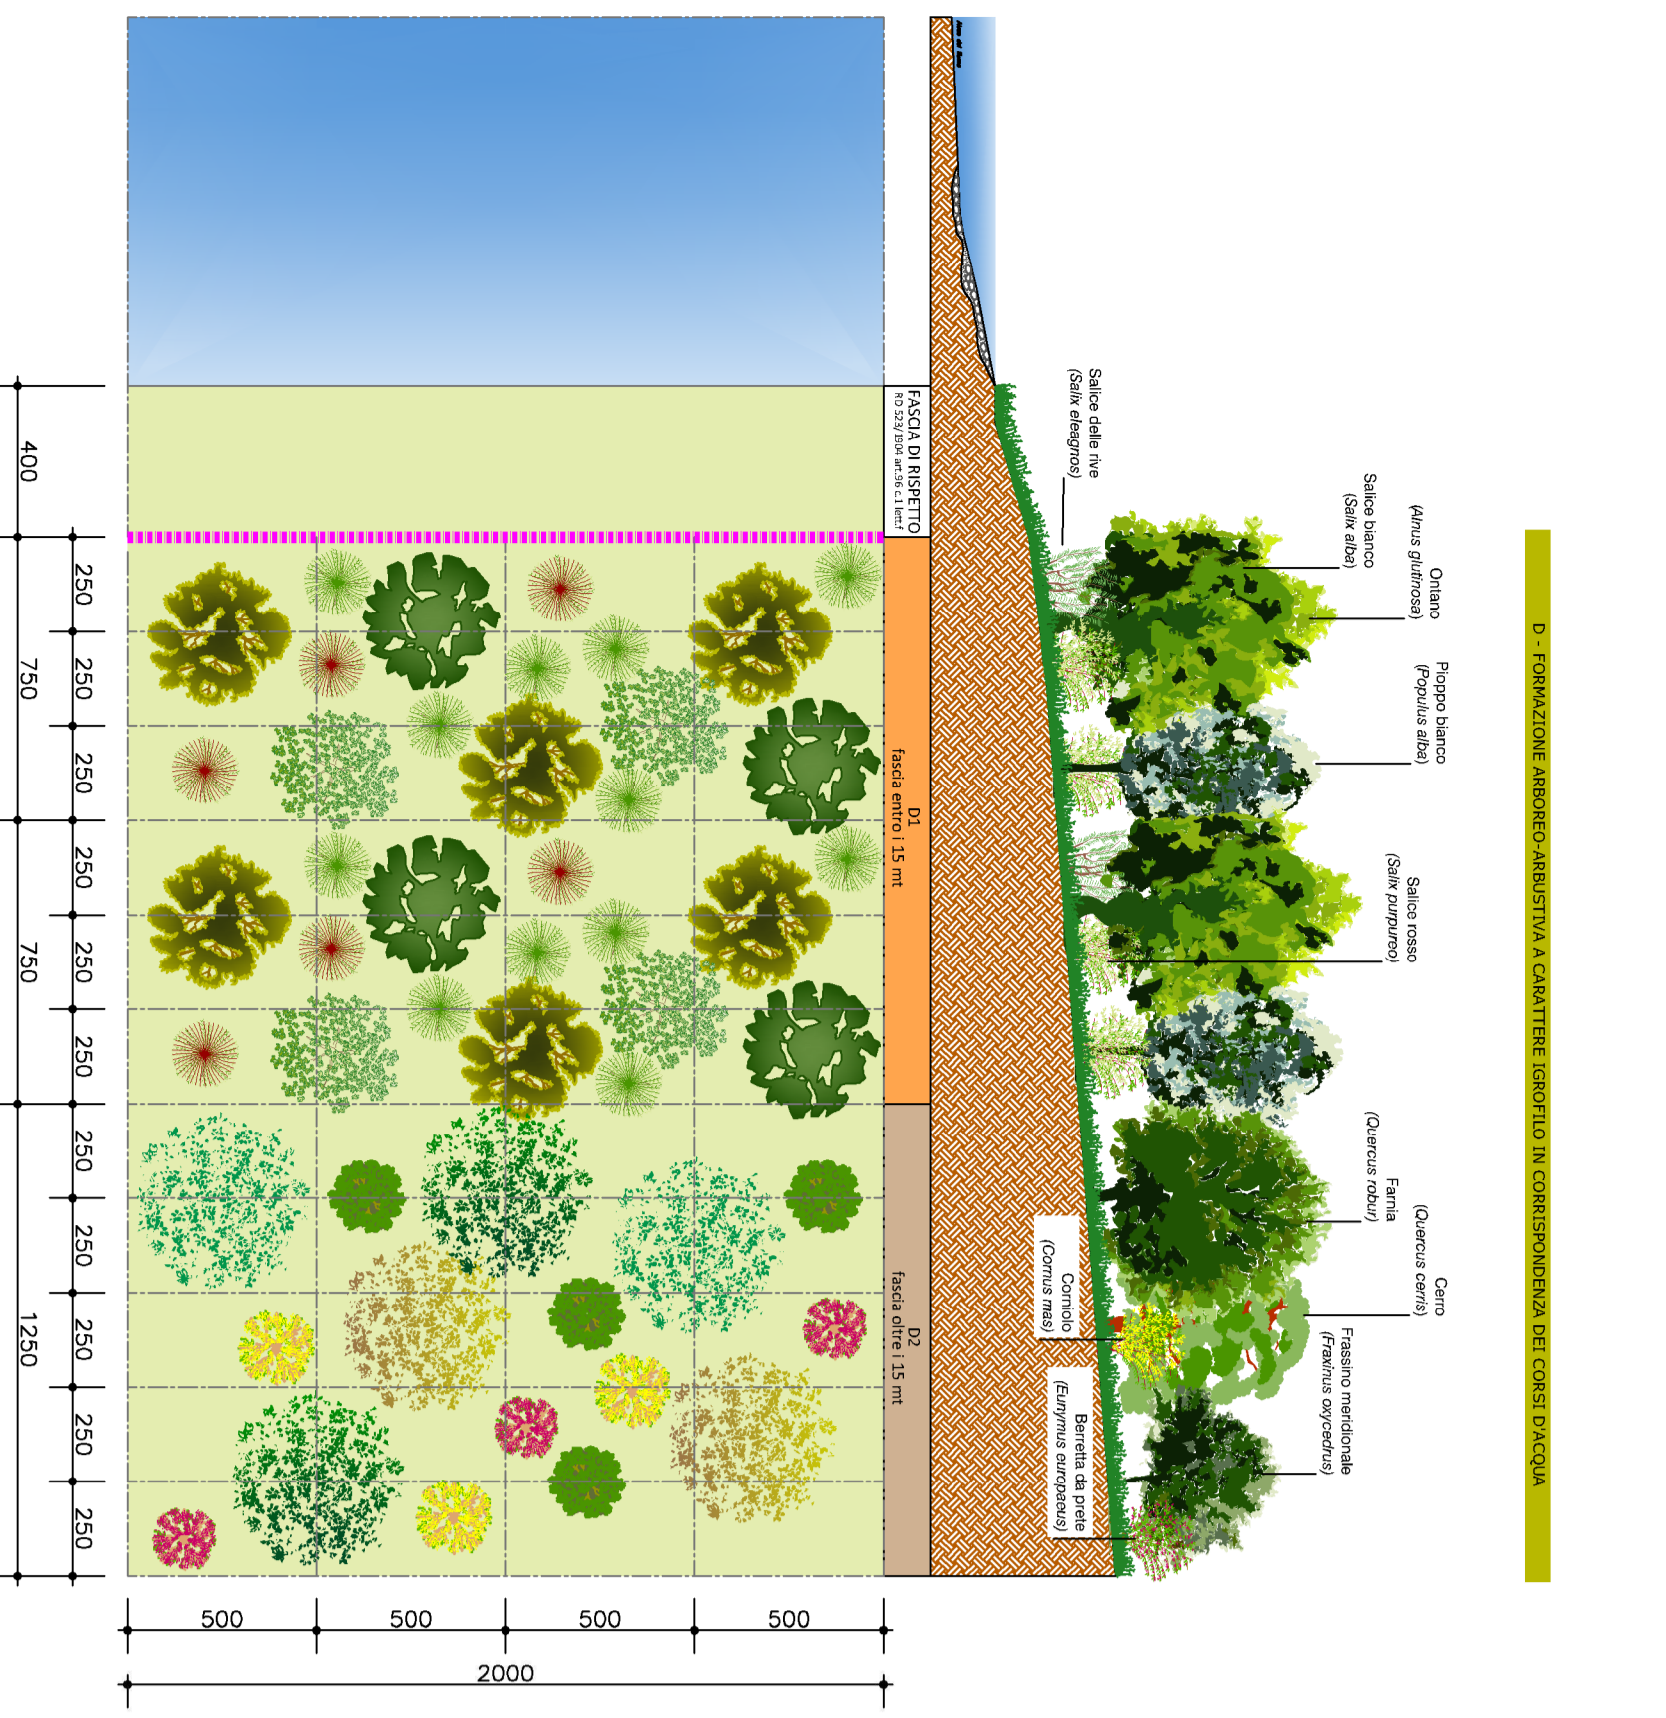 D - FORMAZIONE ARBOREO-ARBUSTIVA A CARATTERE IGROFILO IN CORRISPONDENZA DEI CORSI D'ACQUA
Ontano
(Alnus glutinosa)
Salice bianco
(Salix alba)
Salice delle rive
(Salix eleagnos)
Pioppo bianco
(Populus alba)
Salice rosso
(Salix purpureo)
Farnia
(Quercus robur)
Cerro
(Quercus cerris)
Frassino meridionale
(Fraxinus oxycedrus)
Corniolo
(Cornus mas)
Berretta da prete
(Eunymus europaeus)
FASCIA DI RISPETTO
RD 523/1904 art.96 c.1 lett.f
D1
fascia entro i 15 mt
D2
fascia oltre i 15 mt
250
250
250
250
250
250
250
250
250
250
250
400
750
750
1250
500
500
500
500
2000